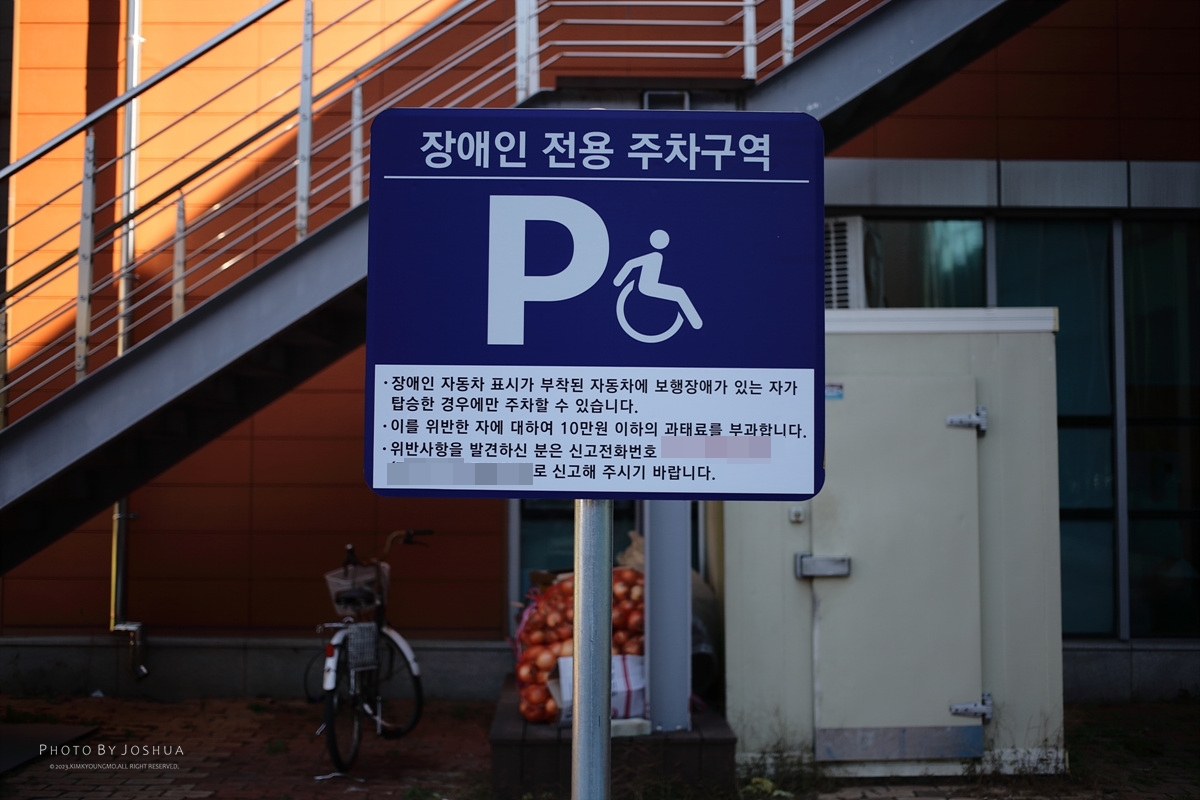 장애인 전용 주차구역
P
·장애인 자동차 표시가 부착된 자동차에 보행장애가 있는 자가
탑승한 경우에만 주차할 수 있습니다.
·이를 위반한 자에 대하여 10만원 이하의 과태료를 부과합니다.
·위반사항을 발견하신 분은 신고전화번호
로 신고해 주시기 바랍니다.
PHOTO BY JOSHUA
©2023.KIMKYOUNGMO.ALL RIGHT RESERVED.